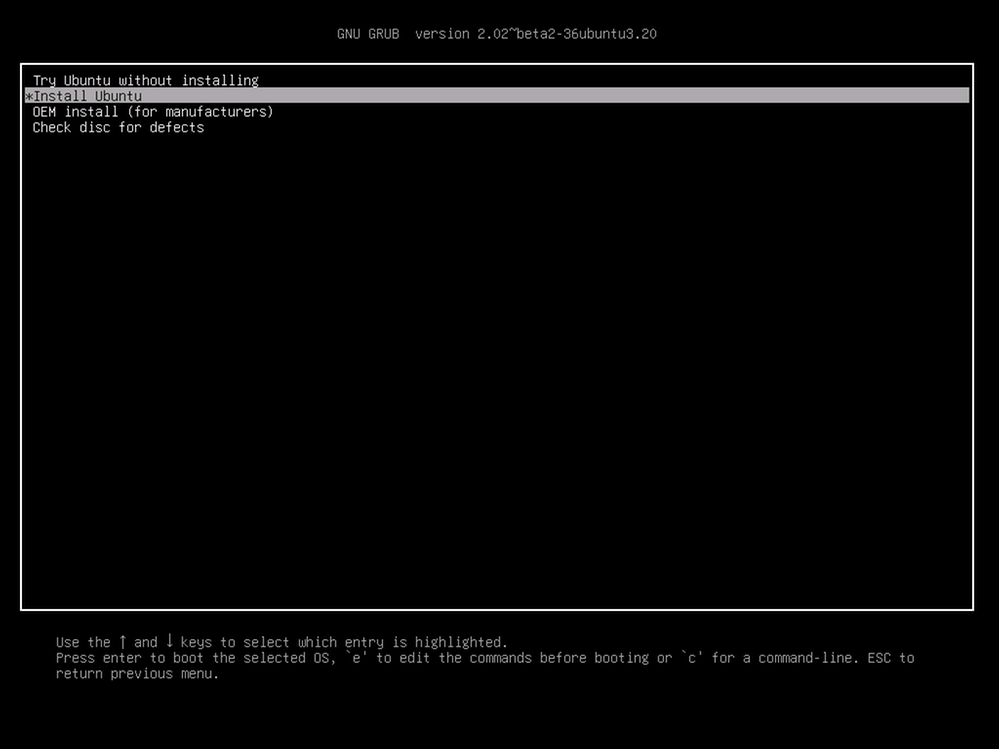 GNU GRUB  version 2.02~beta2-36ubuntu3.20
Try Ubuntu without installing
*Install Ubuntu
OEM install (for manufacturers)
Check disc for defects
Use the ↑ and ↓ keys to select which entry is highlighted.
Press enter to boot the selected OS, `e' to edit the commands before booting or `c' for a command-line. ESC to
return previous menu.